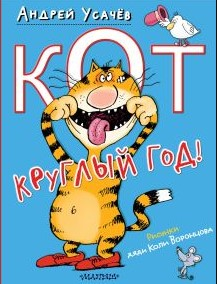 Андрей Усачёв
КОТ
КРУГЛЫЙ ГОД!
Рисунки
дяди Коли Воронцова